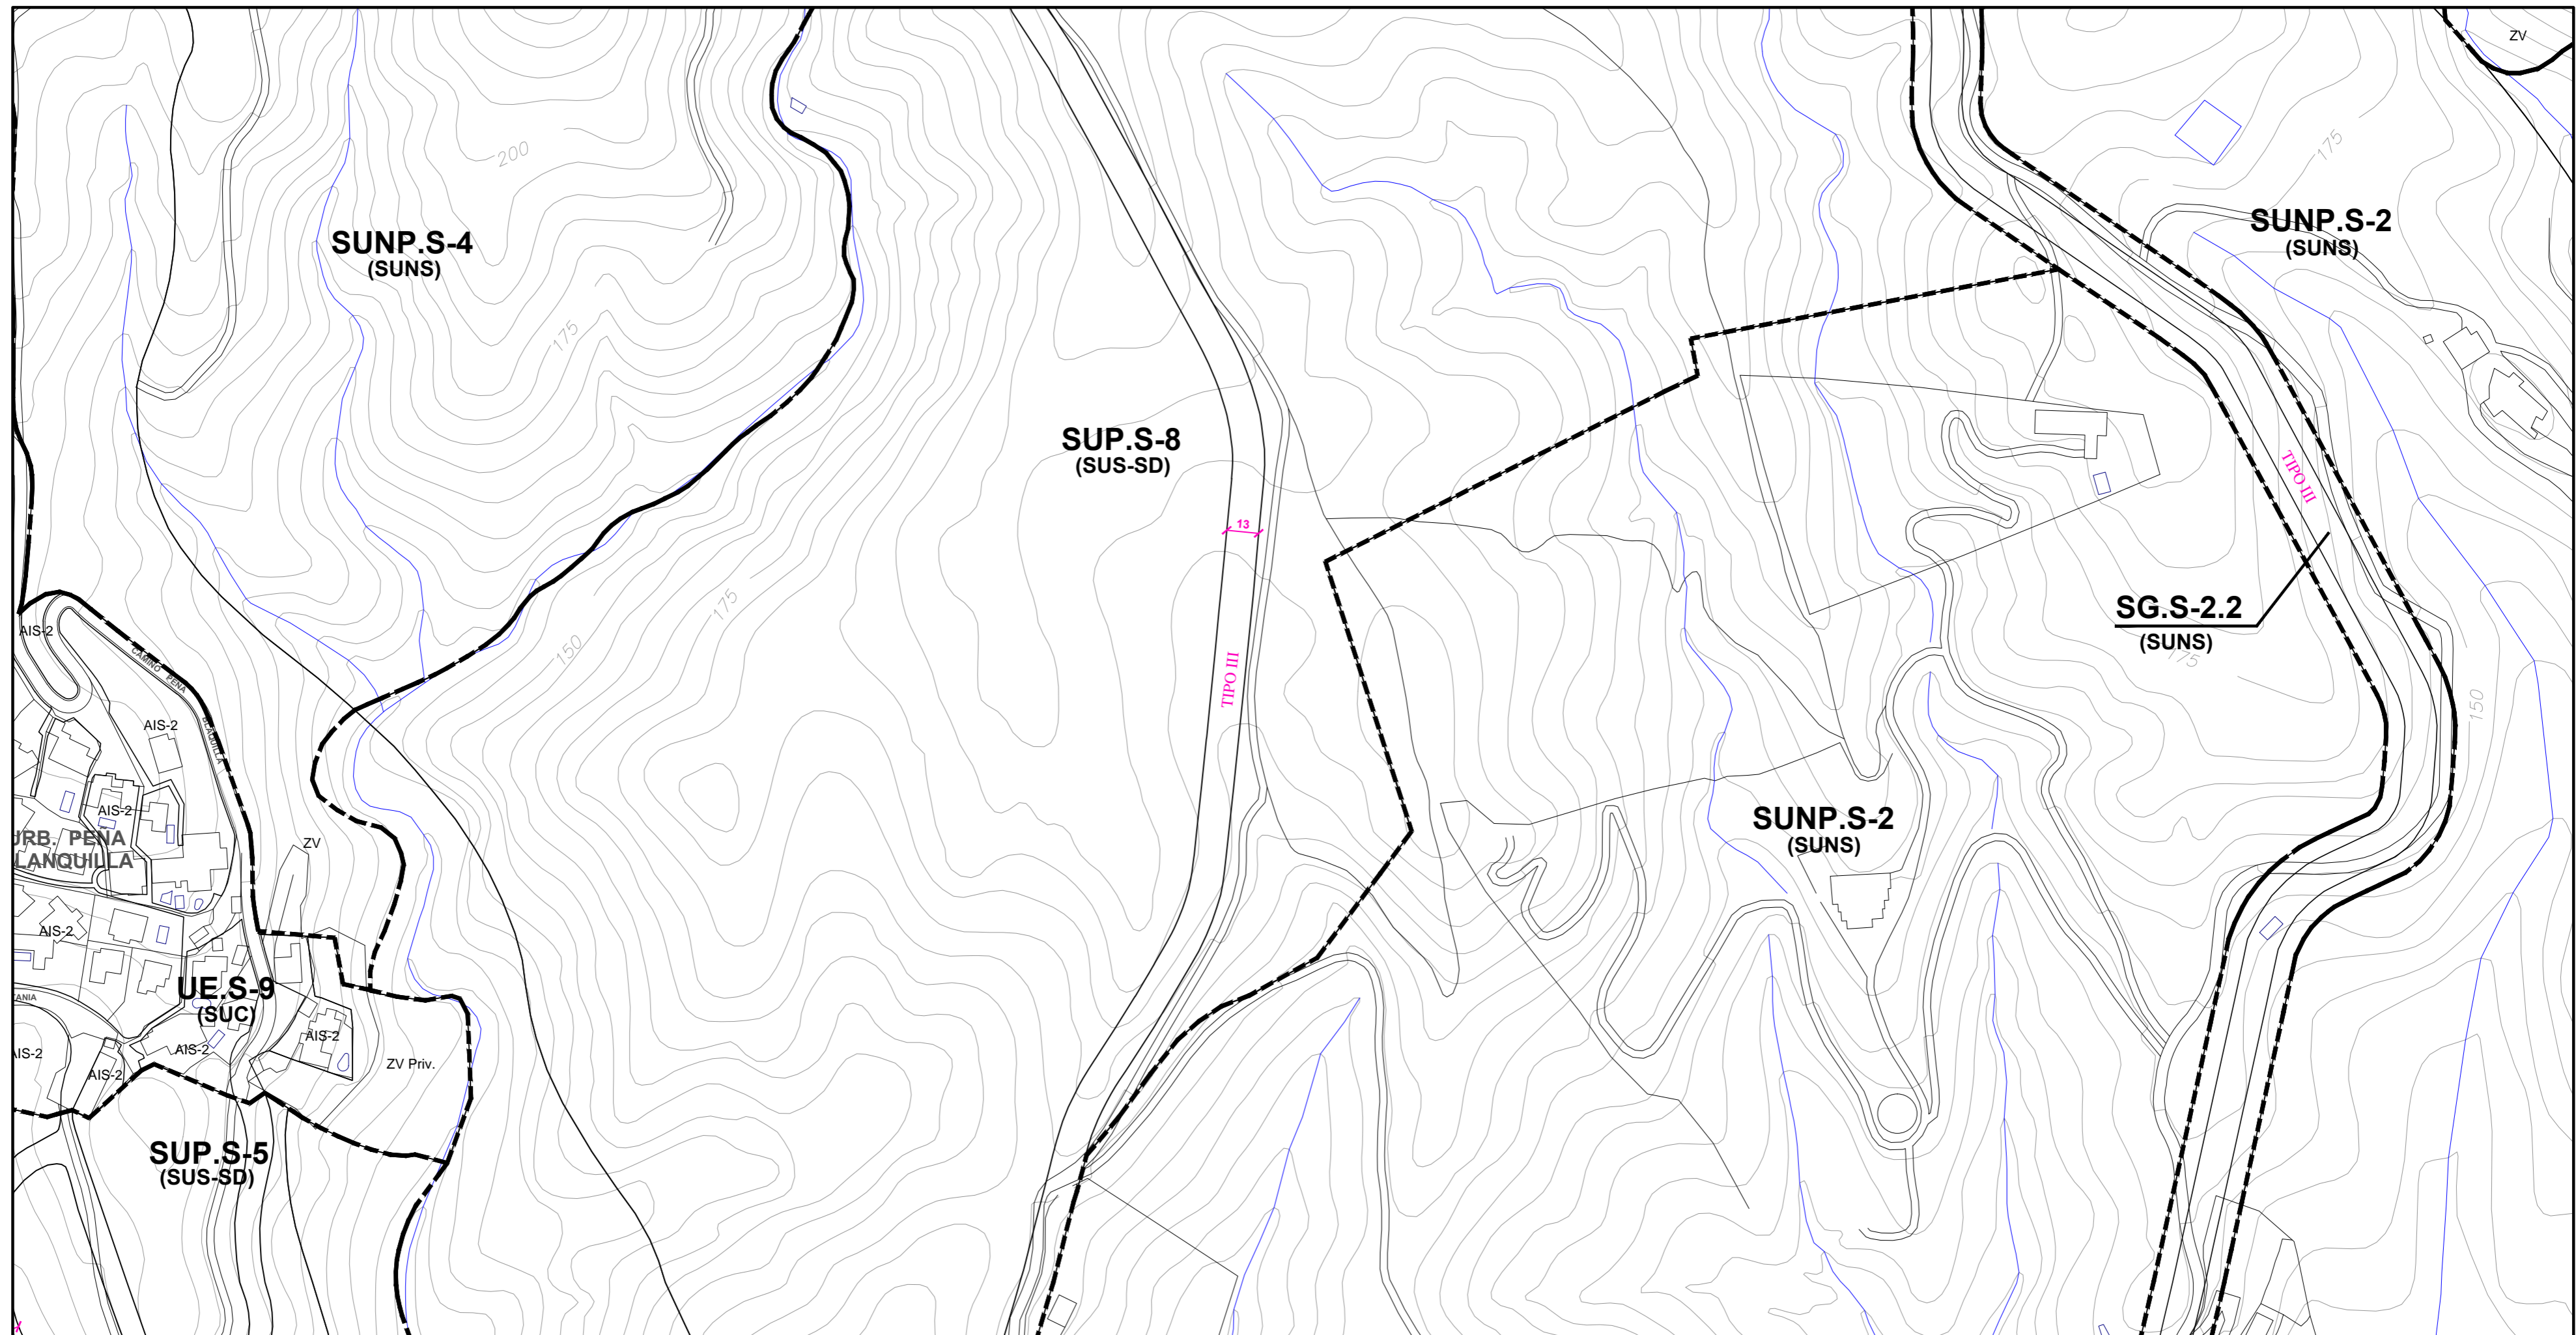 ZV
200
175
SUNP.S-4
(SUNS)
SUNP.S-2
(SUNS)
175
SUP.S-8
(SUS-SD)
TIPO III
13
175
150
SG.S-2.2
(SUNS)
175
AIS-2
CAMINO PEÑA BLAQUILLA
TIPO III
150
AIS-2
AIS-2
URB. PEÑA
LANQUILLA
ZV
SUNP.S-2
(SUNS)
AIS-2
UE.S-9
(SUC)
TANIA
AIS-2
AIS-2
AIS-2
ZV Priv.
AIS-2
SUP.S-5
(SUS-SD)